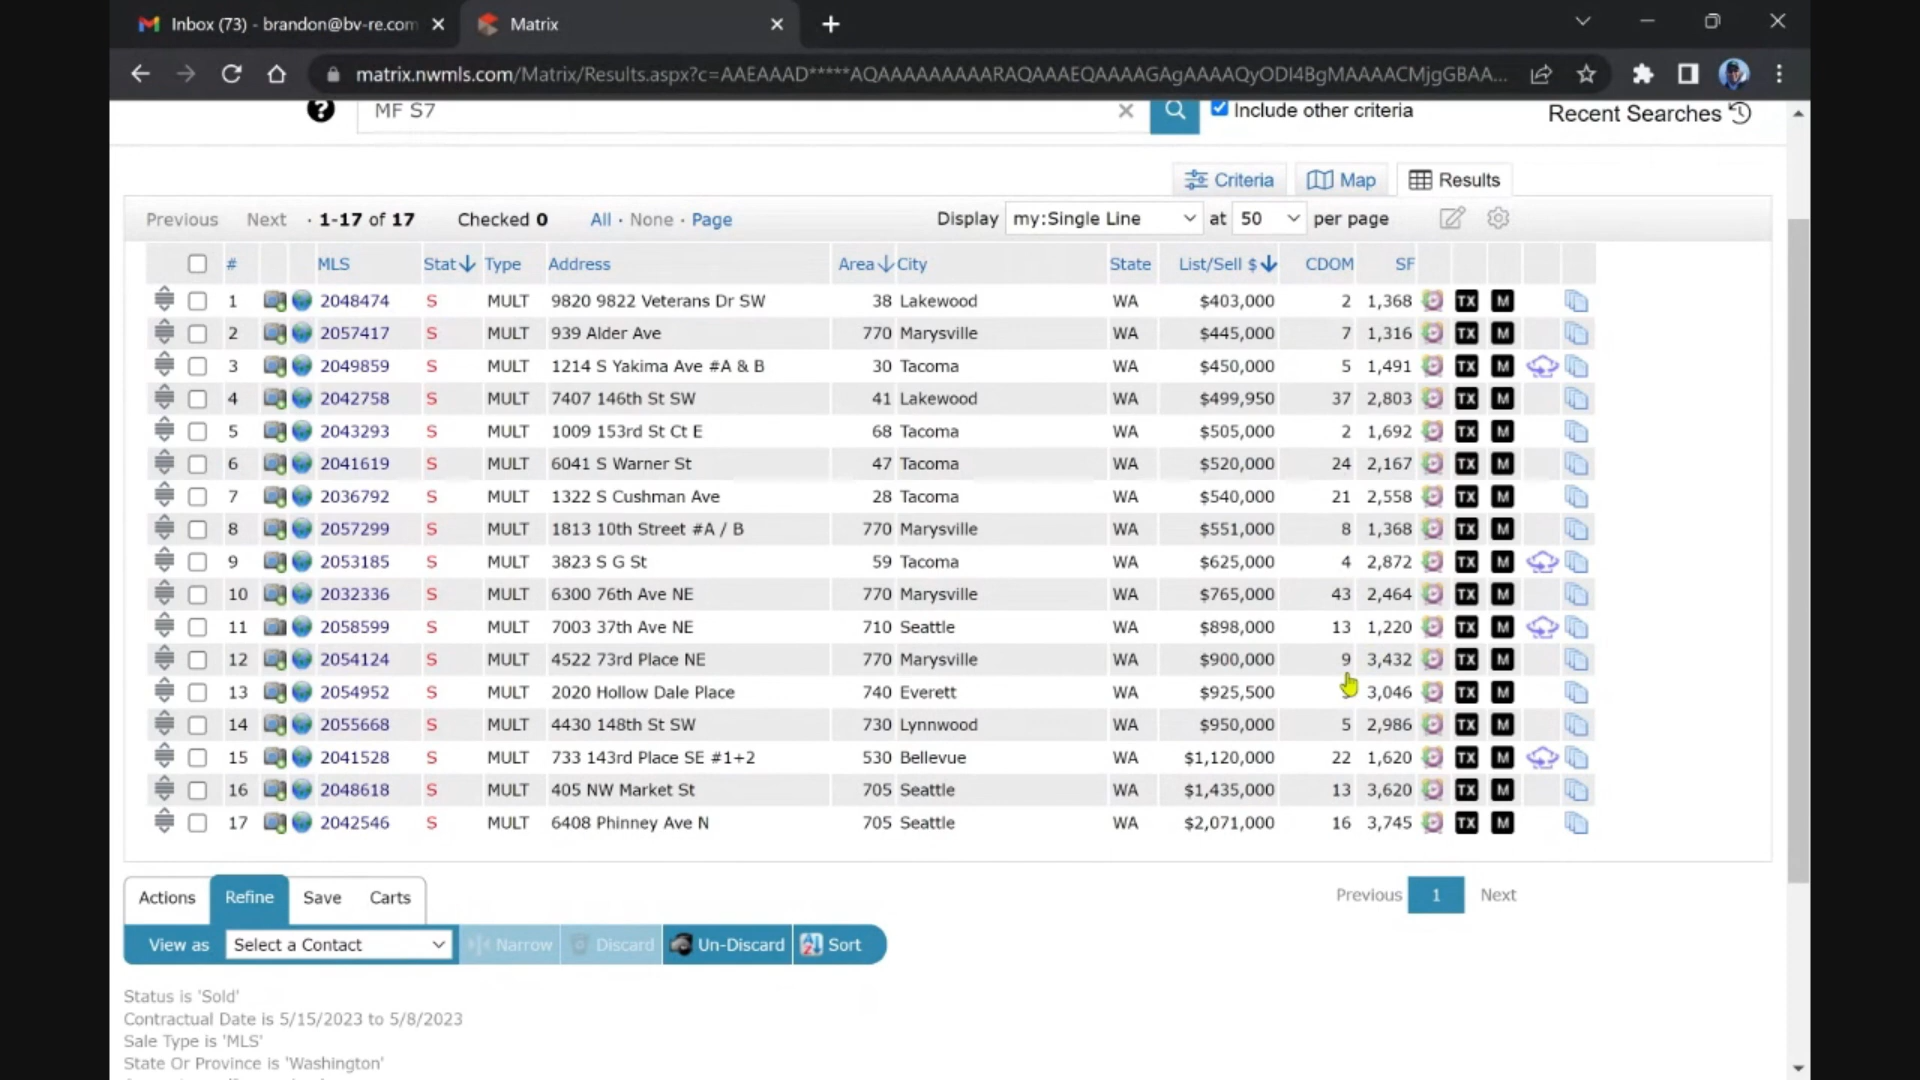 Inbox (73) - brandon@bv-re.com
Matrix
matrix.nwmls.com/Matrix/Results.aspx?c=AAEAAAD*****AQAAAAAAAAARAQAAAEQAAAAGAgAAAAQyODI4BgMAAAACMjgGBAA...
? MF S7 Include other criteria Recent Searches
Criteria Map Results
Previous Next · 1-17 of 17 Checked 0 All · None · Page Display my:Single Line at 50 per page
# MLS Stat Type Address Area City State List/Sell $ CDOM SF
1 2048474 S MULT 9820 9822 Veterans Dr SW 38 Lakewood WA $403,000 2 1,368 TX M
2 2057417 S MULT 939 Alder Ave 770 Marysville WA $445,000 7 1,316 TX M
3 2049859 S MULT 1214 S Yakima Ave #A & B 30 Tacoma WA $450,000 5 1,491 TX M
4 2042758 S MULT 7407 146th St SW 41 Lakewood WA $499,950 37 2,803 TX M
5 2043293 S MULT 1009 153rd St Ct E 68 Tacoma WA $505,000 2 1,692 TX M
6 2041619 S MULT 6041 S Warner St 47 Tacoma WA $520,000 24 2,167 TX M
7 2036792 S MULT 1322 S Cushman Ave 28 Tacoma WA $540,000 21 2,558 TX M
8 2057299 S MULT 1813 10th Street #A / B 770 Marysville WA $551,000 8 1,368 TX M
9 2053185 S MULT 3823 S G St 59 Tacoma WA $625,000 4 2,872 TX M
10 2032336 S MULT 6300 76th Ave NE 770 Marysville WA $765,000 43 2,464 TX M
11 2058599 S MULT 7003 37th Ave NE 710 Seattle WA $898,000 13 1,220 TX M
12 2054124 S MULT 4522 73rd Place NE 770 Marysville WA $900,000 9 3,432 TX M
13 2054952 S MULT 2020 Hollow Dale Place 740 Everett WA $925,500 3,046 TX M
14 2055668 S MULT 4430 148th St SW 730 Lynnwood WA $950,000 5 2,986 TX M
15 2041528 S MULT 733 143rd Place SE #1+2 530 Bellevue WA $1,120,000 22 1,620 TX M
16 2048618 S MULT 405 NW Market St 705 Seattle WA $1,435,000 13 3,620 TX M
17 2042546 S MULT 6408 Phinney Ave N 705 Seattle WA $2,071,000 16 3,745 TX M
Actions Refine Save Carts Previous 1 Next
View as Select a Contact Narrow Discard Un-Discard Sort
Status is 'Sold'
Contractual Date is 5/15/2023 to 5/8/2023
Sale Type is 'MLS'
State Or Province is 'Washington'